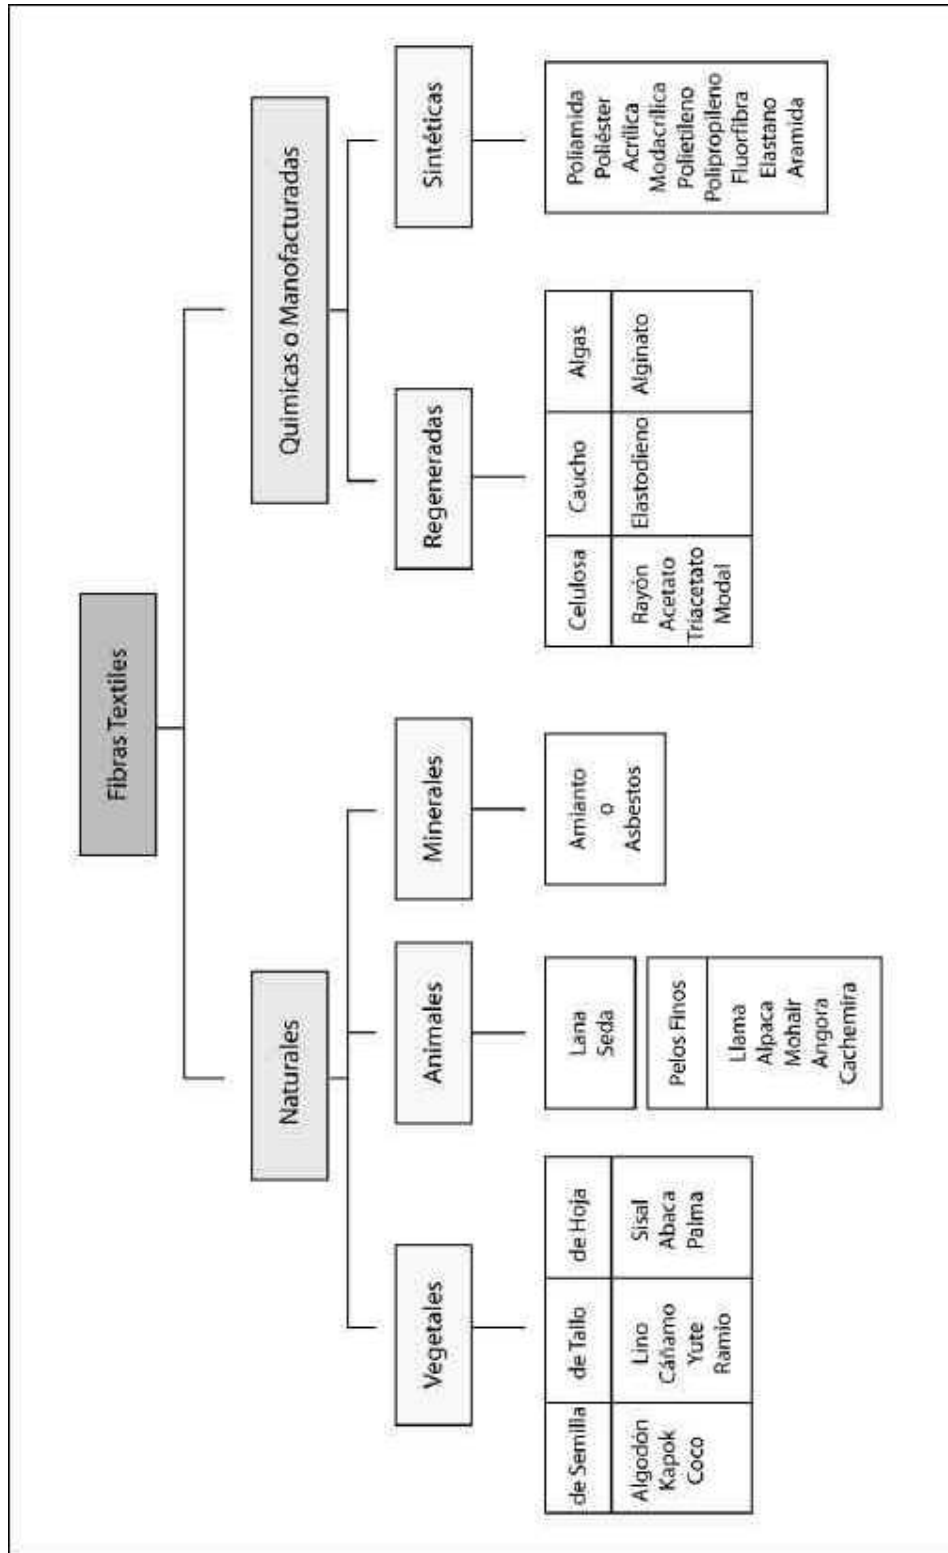 Fibras Textiles
Naturales
Quimicas o Manofacturadas
Vegetales
Animales
Minerales
Regeneradas
Sintéticas
de Semilla
de Tallo
de Hoja
Algodón
Kapok
Coco
Lino
Cáñamo
Yute
Ramio
Sisal
Abaca
Palma
Lana
Seda
Pelos Finos
Llama
Alpaca
Mohair
Angora
Cachemira
Amianto
o
Asbestos
Celulosa
Caucho
Algas
Rayón
Acetato
Triacetato
Modal
Elastodieno
Alginato
Poliamida
Poliéster
Acrílica
Modacrílica
Polietileno
Polipropileno
Fluorfibra
Elastano
Aramida